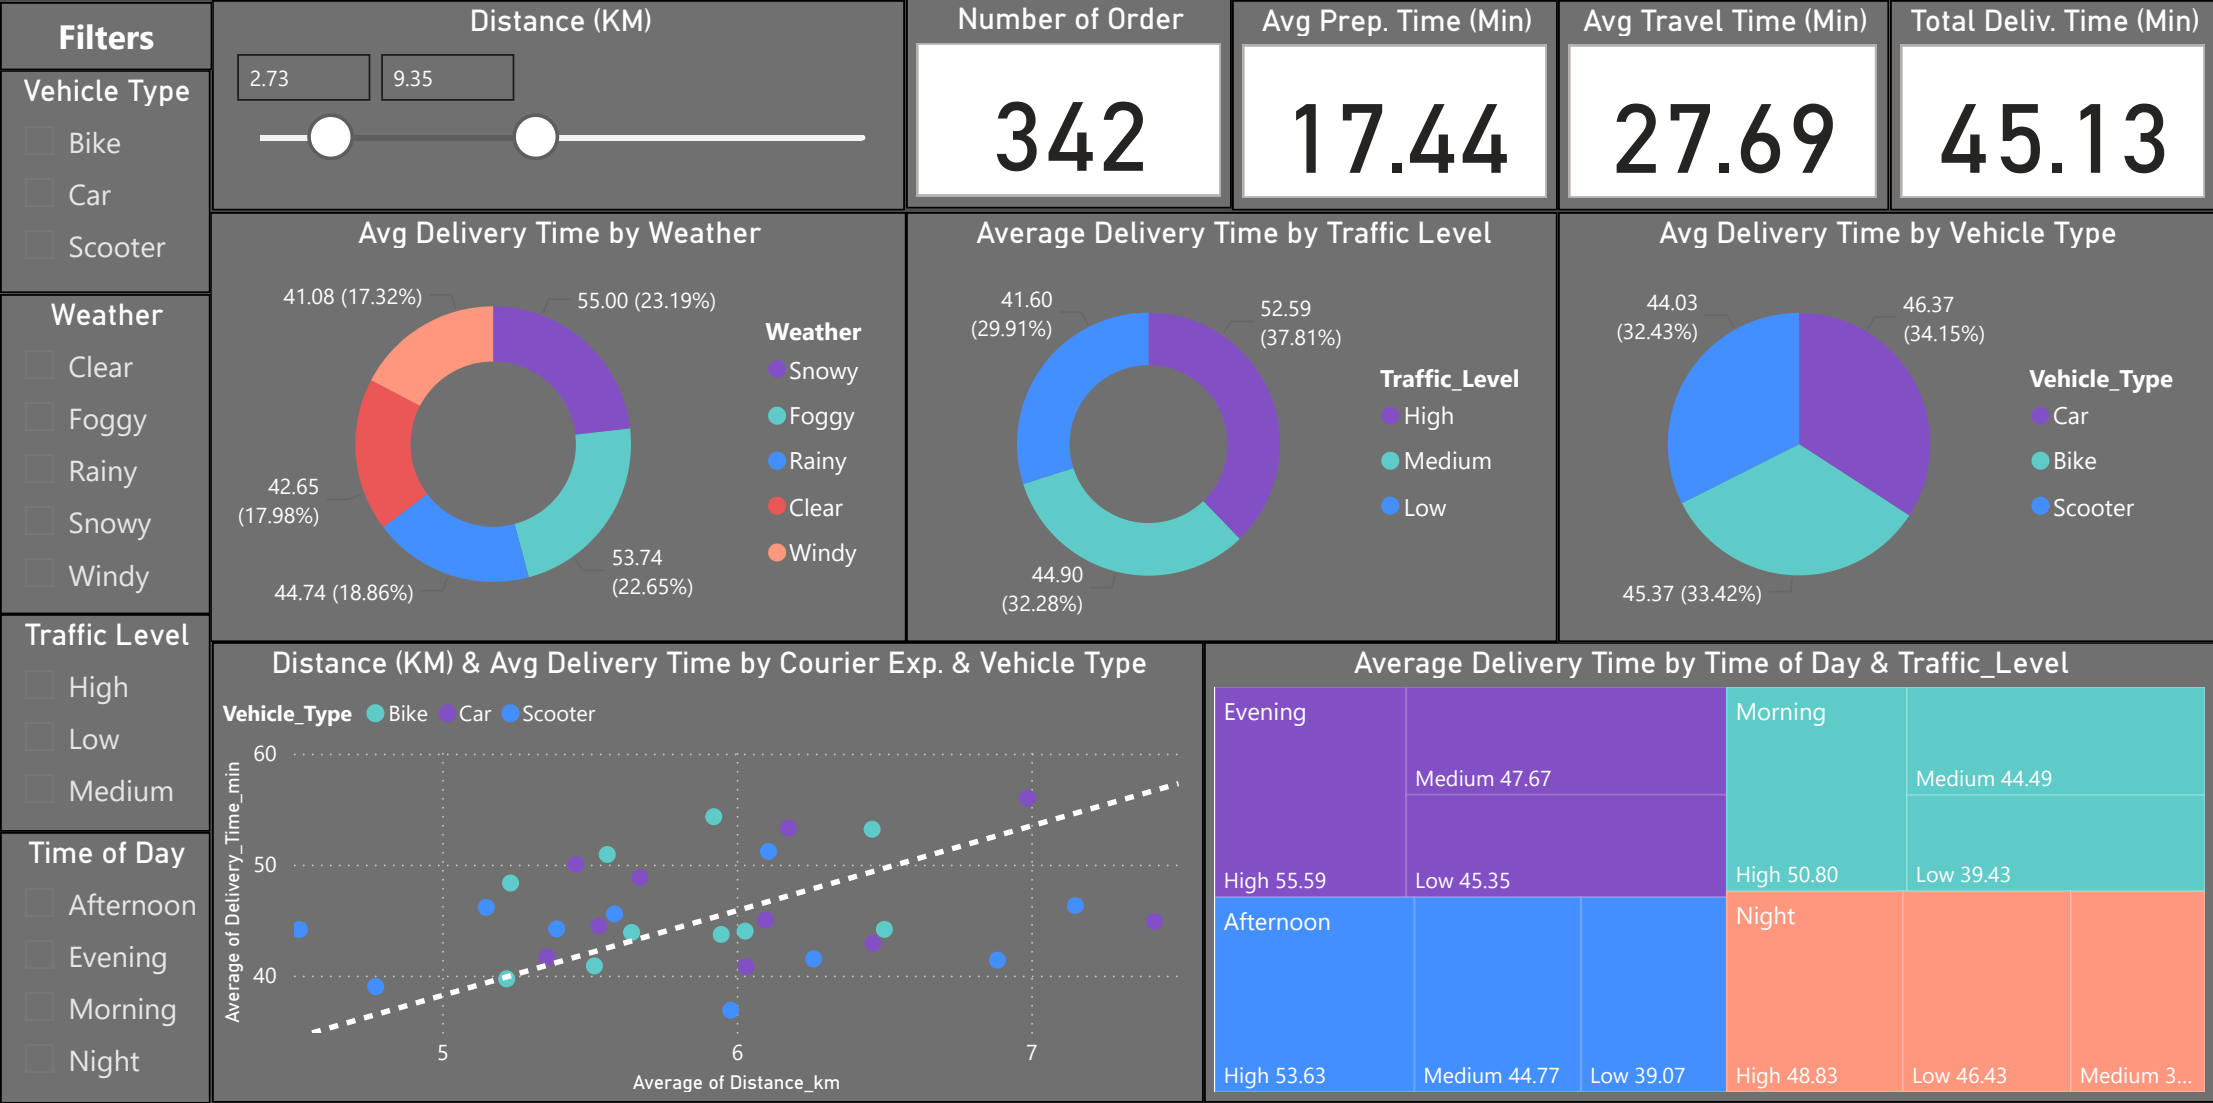 Filters
Vehicle Type
Bike
Car
Scooter
Weather
Clear
Foggy
Rainy
Snowy
Windy
Traffic Level
High
Low
Medium
Time of Day
Afternoon
Evening
Morning
Night
Distance (KM)
2.73
9.35
Number of Order
342
Avg Prep. Time (Min)
17.44
Avg Travel Time (Min)
27.69
Total Deliv. Time (Min)
45.13
Avg Delivery Time by Weather
41.08 (17.32%)
55.00 (23.19%)
42.65
(17.98%)
44.74 (18.86%)
53.74
(22.65%)
Weather
Snowy
Foggy
Rainy
Clear
Windy
Average Delivery Time by Traffic Level
41.60
(29.91%)
52.59
(37.81%)
44.90
(32.28%)
Traffic_Level
High
Medium
Low
Avg Delivery Time by Vehicle Type
44.03
(32.43%)
46.37
(34.15%)
45.37 (33.42%)
Vehicle_Type
Car
Bike
Scooter
Distance (KM) & Avg Delivery Time by Courier Exp. & Vehicle Type
Vehicle_Type Bike Car Scooter
Average of Delivery_Time_min
60
50
40
5 6 7
Average of Distance_km
Average Delivery Time by Time of Day & Traffic_Level
Evening
High 55.59
Medium 47.67
Low 45.35
Morning
High 50.80
Medium 44.49
Low 39.43
Afternoon
High 53.63
Medium 44.77
Low 39.07
Night
High 48.83
Low 46.43
Medium 3...